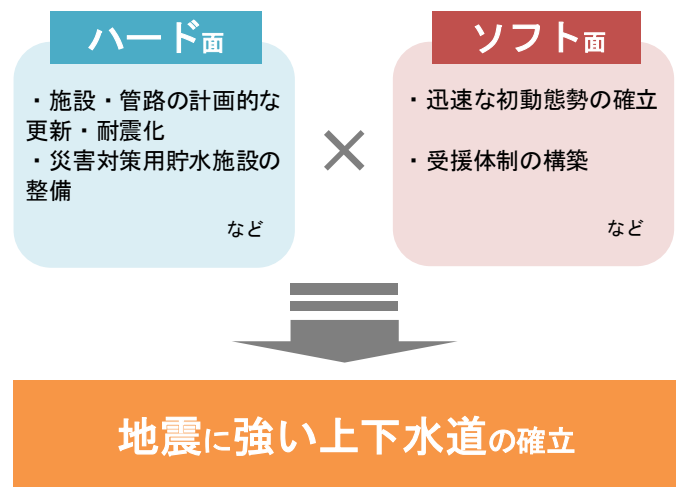 ハード面
・施設・管路の計画的な
更新・耐震化
・災害対策用貯水施設の
整備
など
×
ソフト面
・迅速な初動態勢の確立
・受援体制の構築
など
地震に強い上下水道の確立